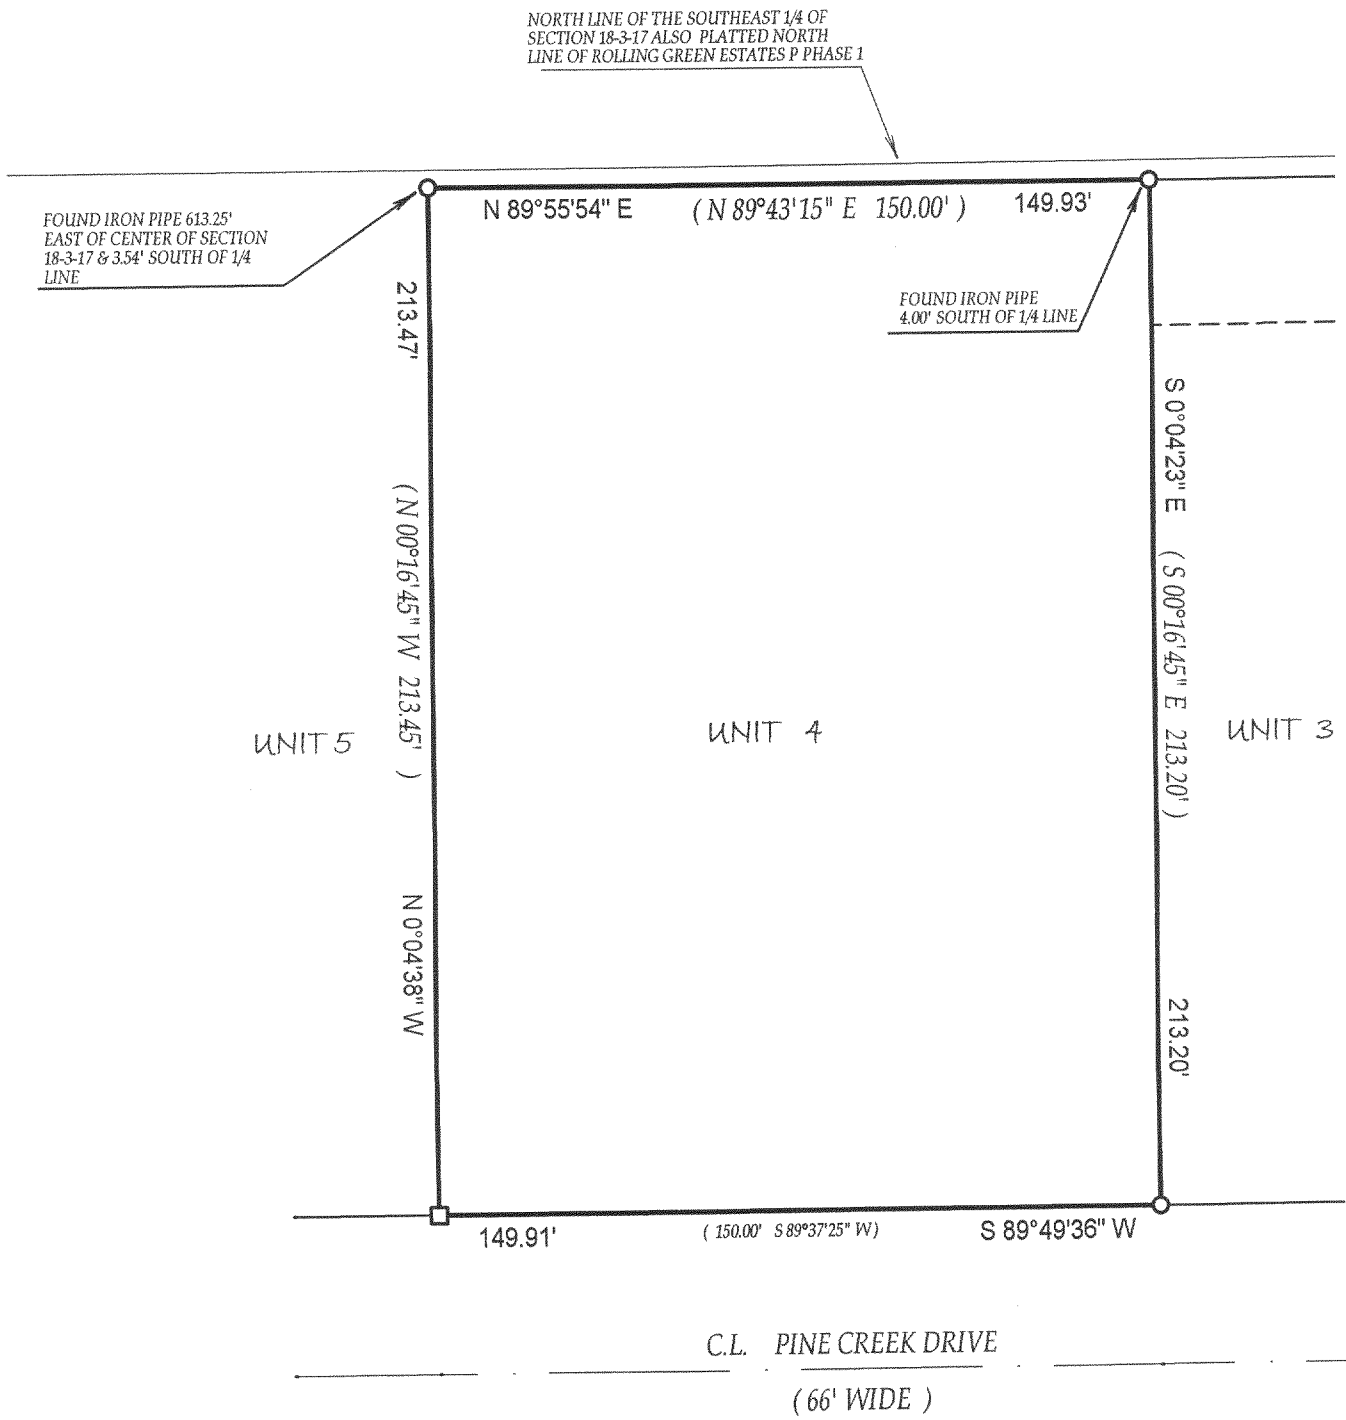 NORTH LINE OF THE SOUTHEAST 1/4 OF
SECTION 18-3-17 ALSO PLATTED NORTH
LINE OF ROLLING GREEN ESTATES P PHASE 1
N 89°55'54" E
( N 89°43'15" E 150.00' )
149.93'
FOUND IRON PIPE 613.25'
EAST OF CENTER OF SECTION
18-3-17 & 3.54' SOUTH OF 1/4
LINE
FOUND IRON PIPE
4.00' SOUTH OF 1/4 LINE
213.47'
( N 00°16'45" W 213.45' )
N 0°04'38" W
S 0°04'23" E
( S 00°16'45" E 213.20' )
213.20'
UNIT 5
UNIT 4
UNIT 3
149.91'
( 150.00' S 89°37'25" W)
S 89°49'36" W
C.L. PINE CREEK DRIVE
( 66' WIDE )